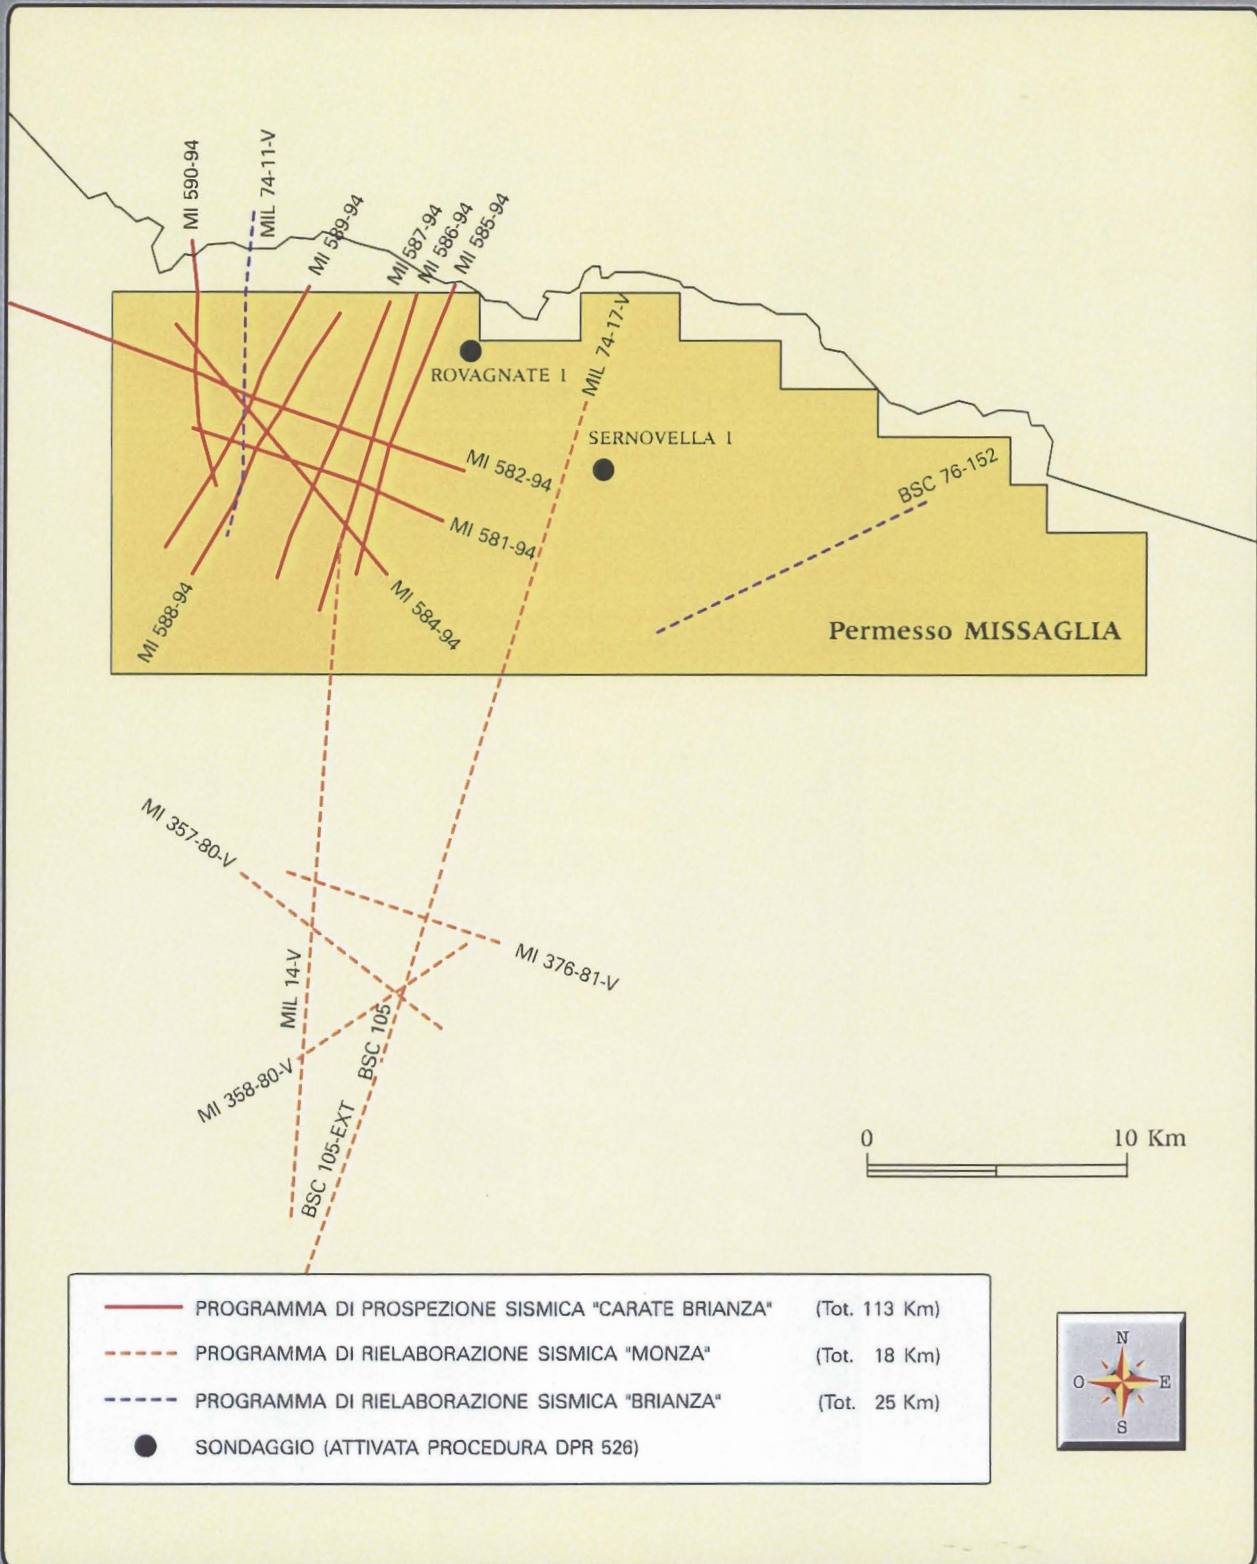 MI 590-94
MIL 74-11-V
MI 589-94
MI 587-94
MI 586-94
MI 585-94
MIL 74-17-V
ROVAGNATE 1
SERNOVELLA 1
MI 582-94
BSC 76-152
MI 581-94
MI 584-94
MI 588-94
Permesso MISSAGLIA
MI 357-80-V
MI 376-81-V
MIL 14-V
BSC 105
MI 358-80-V
BSC 105-EXT
0 10 Km
PROGRAMMA DI PROSPEZIONE SISMICA "CARATE BRIANZA" (Tot. 113 Km)
PROGRAMMA DI RIELABORAZIONE SISMICA "MONZA" (Tot. 18 Km)
PROGRAMMA DI RIELABORAZIONE SISMICA "BRIANZA" (Tot. 25 Km)
SONDAGGIO (ATTIVATA PROCEDURA DPR 526)
N
O E
S